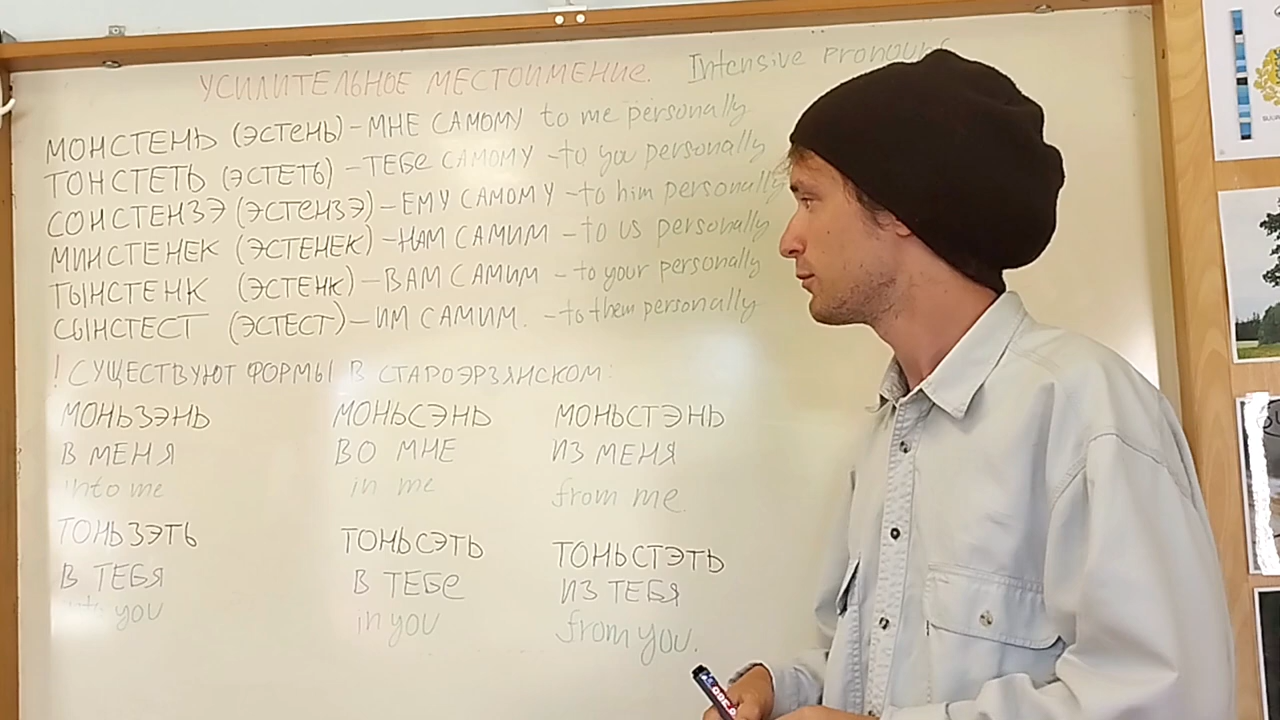 УСИЛИТЕЛЬНОЕ МЕСТОИМЕНИЕ. Intensive pronouns
МОНСТЕНЬ (ЭСТЕНЬ) – МНЕ САМОМУ to me personally
ТОНСТЕТЬ (ЭСТЕТЬ) – ТЕБЕ САМОМУ – to you personally
СОНСТЕНЗЭ (ЭСТЕНЗЭ) – ЕМУ САМОМУ – to him personally
МИНСТЕНЕК (ЭСТЕНЕК) – НАМ САМИМ – to us personally
ТЫНСТЕНК (ЭСТЕНК) – ВАМ САМИМ – to your personally
СЫНСТЕСТ (ЭСТЕСТ) – ИМ САМИМ. – to them personally
! СУЩЕСТВУЮТ ФОРМЫ В СТАРОЭРЗЯНСКОМ:
МОНЬЗЭНЬ МОНЬСЭНЬ МОНЬСТЭНЬ
В МЕНЯ ВО МНЕ ИЗ МЕНЯ
into me in me from me.
ТОНЬЗЭТЬ ТОНЬСЭТЬ ТОНЬСТЭТЬ
В ТЕБЯ В ТЕБЕ ИЗ ТЕБЯ
into you in you from you.